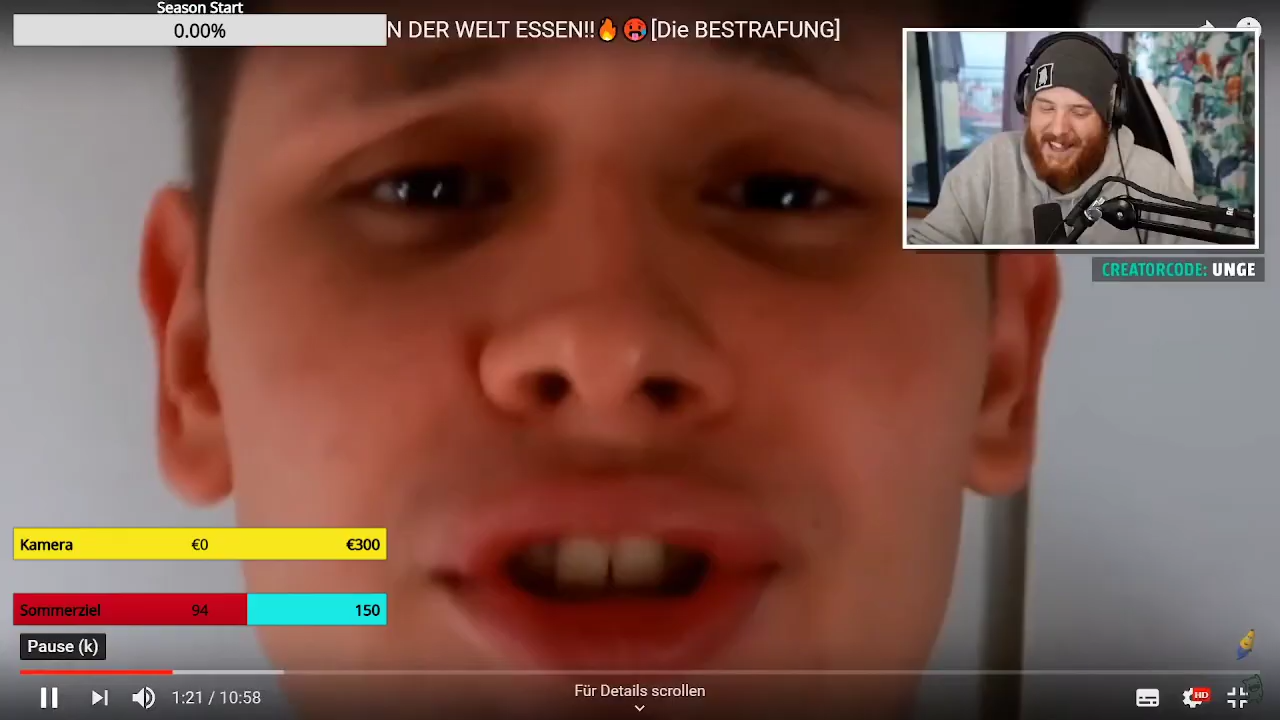 Season Start
0.00%
N DER WELT ESSEN!!🔥🥵[Die BESTRAFUNG]
CREATORCODE: UNGE
Kamera €0 €300
Sommerziel 94 150
Pause (k)
1:21 / 10:58
Für Details scrollen
HD